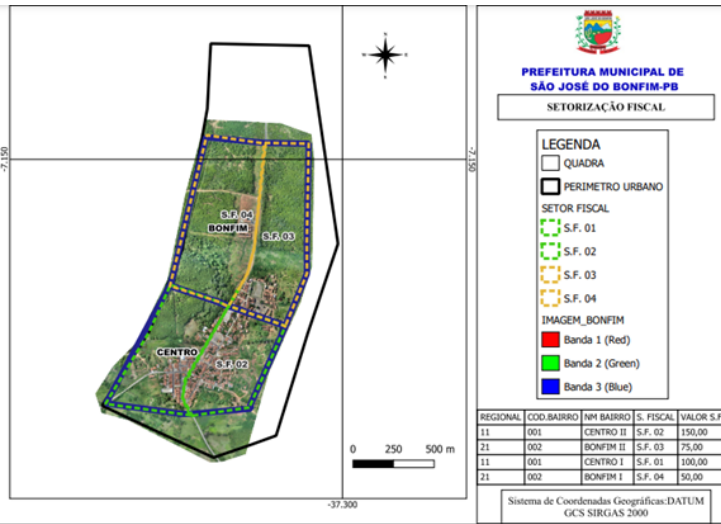 -7.150
S.F. 04
BONFIM
S.F. 03
CENTRO
S.F. 02
0 250 500 m
-7.150
-37.300
PREFEITURA MUNICIPAL DE
SÃO JOSÉ DO BONFIM-PB
SETORIZAÇÃO FISCAL
LEGENDA
QUADRA
PERIMETRO URBANO
SETOR FISCAL
S.F. 01
S.F. 02
S.F. 03
S.F. 04
IMAGEM_BONFIM
Banda 1 (Red)
Banda 2 (Green)
Banda 3 (Blue)
REGIONAL COD.BAIRRO NM BAIRRO S. FISCAL VALOR S.F
11 001 CENTRO II S.F. 02 150,00
21 002 BONFIM II S.F. 03 75,00
11 001 CENTRO I S.F. 01 100,00
21 002 BONFIM I S.F. 04 50,00
Sistema de Coordenadas Geográficas:DATUM
GCS SIRGAS 2000